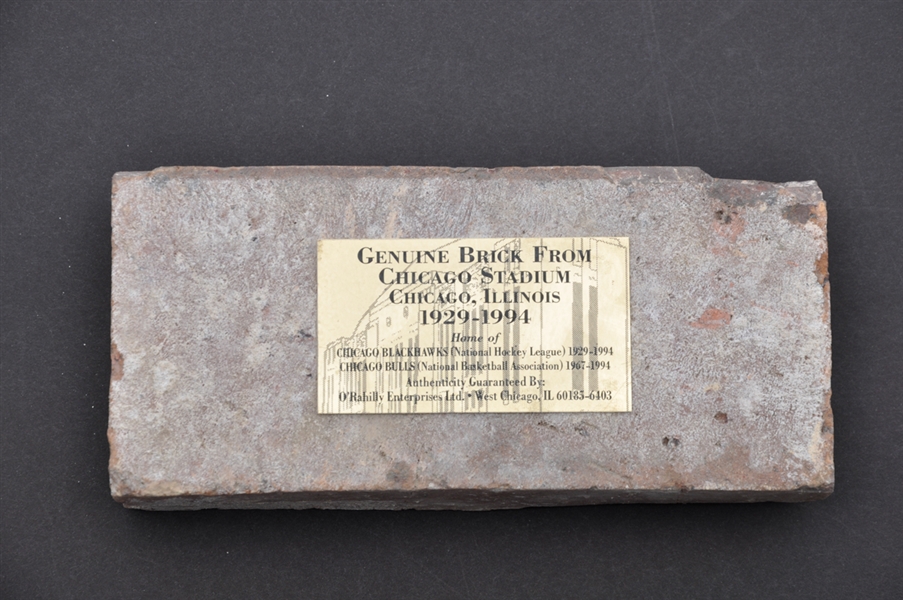 GENUINE BRICK FROM
CHICAGO STADIUM
CHICAGO, ILLINOIS
1929-1994
Home of
CHICAGO BLACKHAWKS (National Hockey League) 1929-1994
CHICAGO BULLS (National Basketball Association) 1967-1994
Authenticity Guaranteed By:
O'Rahilly Enterprises Ltd. • West Chicago, IL 60185-6403